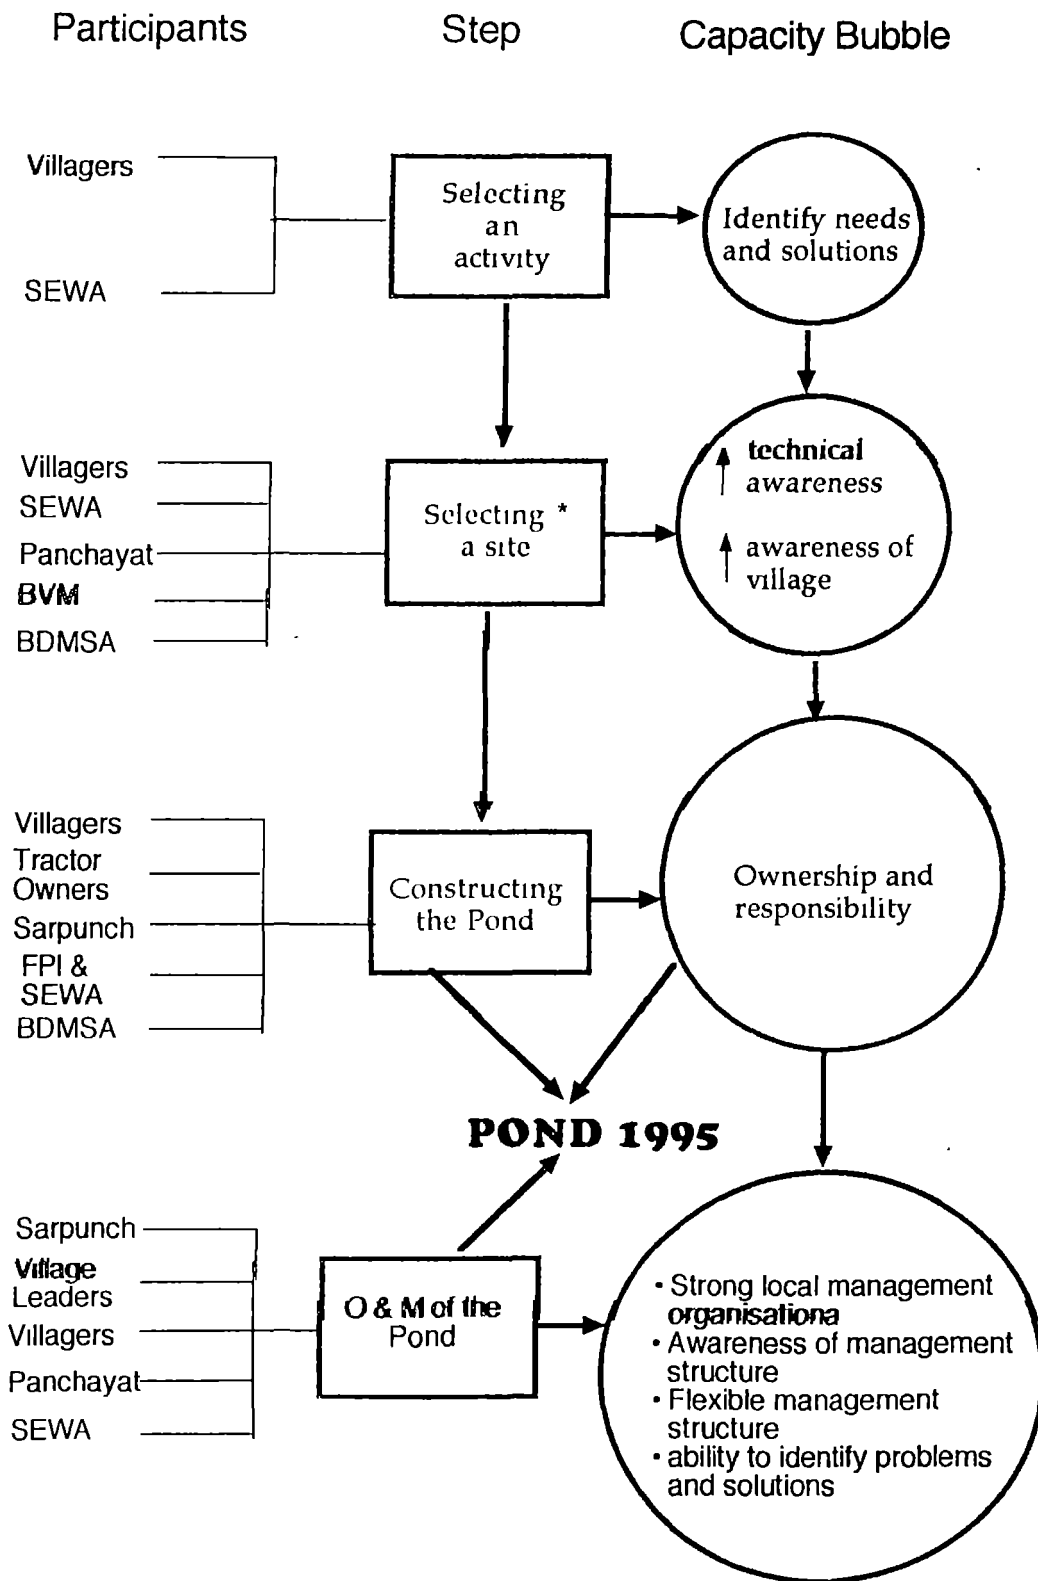 Participants Step Capacity Bubble
Villagers
SEWA
Selecting
an
activity
Identify needs
and solutions
Villagers
SEWA
Panchayat
BVM
BDMSA
Selecting *
a site
technical
awareness
awareness of
village
Villagers
Tractor
Owners
Sarpunch
FPI &
SEWA
BDMSA
Constructing
the Pond
Ownership and
responsibility
POND 1995
Sarpunch
Village
Leaders
Villagers
Panchayat
SEWA
O & M of the
Pond
• Strong local management
organisationa
• Awareness of management
structure
• Flexible management
structure
• ability to identify problems
and solutions